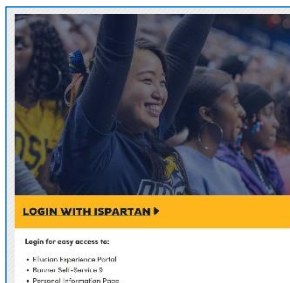 LOGIN WITH ISPARTAN
Login for easy access to:
• Ellucian Experience Portal
• Banner Self-Service 9
• Personal Information Page